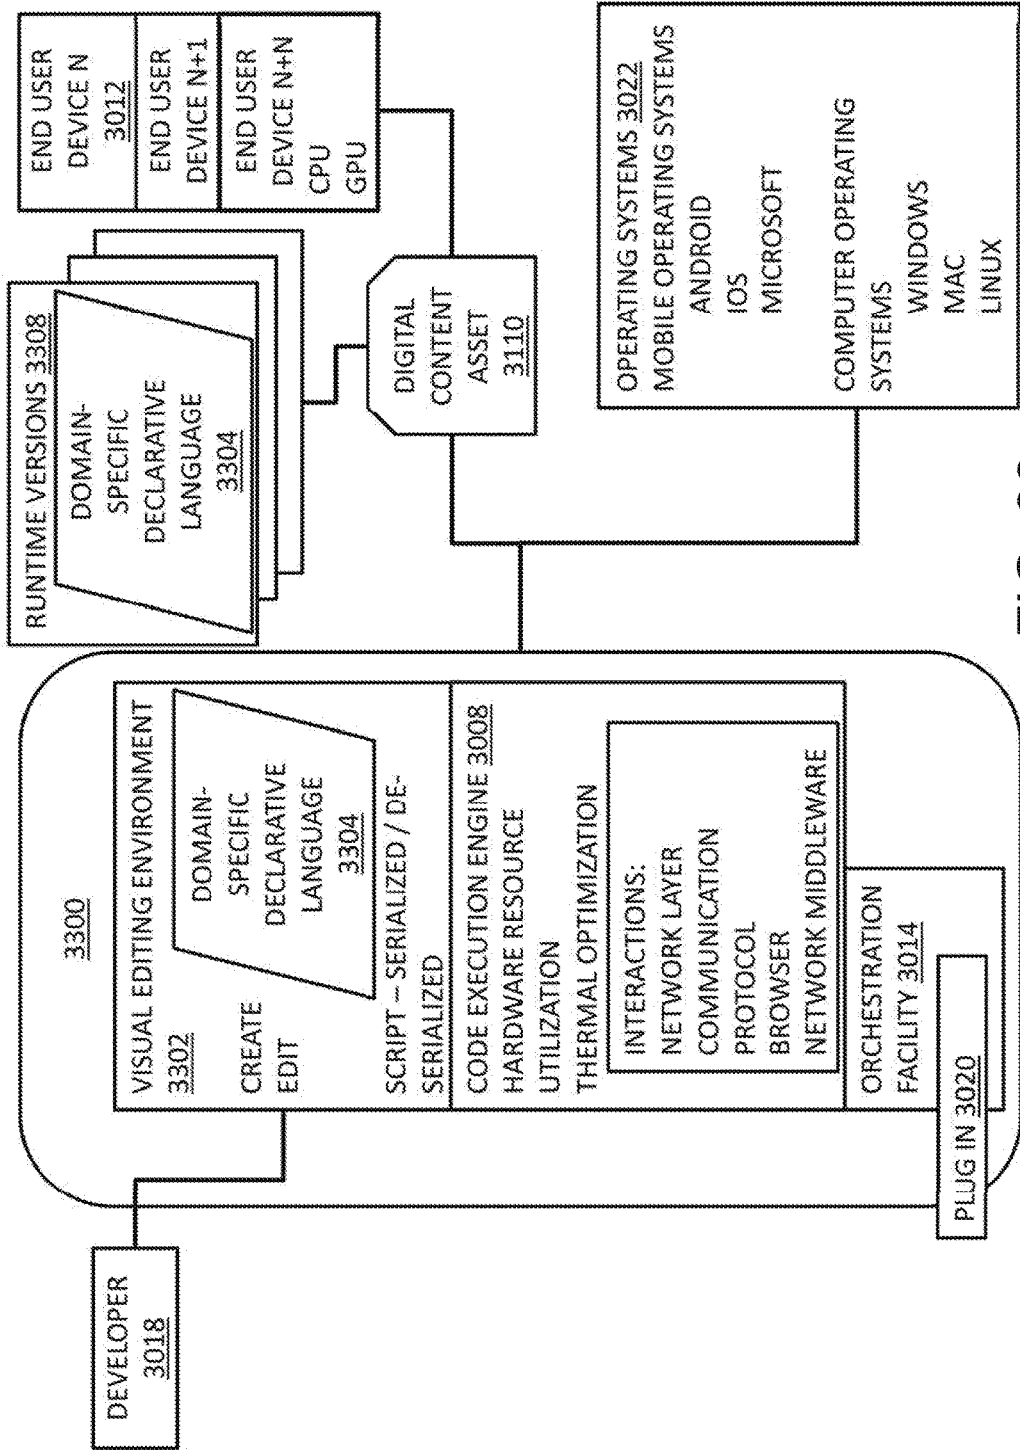 DEVELOPER
3018
3300
VISUAL EDITING ENVIRONMENT
3302
CREATE
EDIT
DOMAIN-
SPECIFIC
DECLARATIVE
LANGUAGE
3304
SCRIPT – SERIALIZED / DE-
SERIALIZED
CODE EXECUTION ENGINE 3008
HARDWARE RESOURCE
UTILIZATION
THERMAL OPTIMIZATION
INTERACTIONS:
NETWORK LAYER
COMMUNICATION
PROTOCOL
BROWSER
NETWORK MIDDLEWARE
ORCHESTRATION
FACILITY 3014
PLUG IN 3020
RUNTIME VERSIONS 3308
DOMAIN-
SPECIFIC
DECLARATIVE
LANGUAGE
3304
DIGITAL
CONTENT
ASSET
3110
END USER
DEVICE N
3012
END USER
DEVICE N+1
END USER
DEVICE N+N
CPU
GPU
OPERATING SYSTEMS 3022
MOBILE OPERATING SYSTEMS
ANDROID
IOS
MICROSOFT
COMPUTER OPERATING
SYSTEMS
WINDOWS
MAC
LINUX